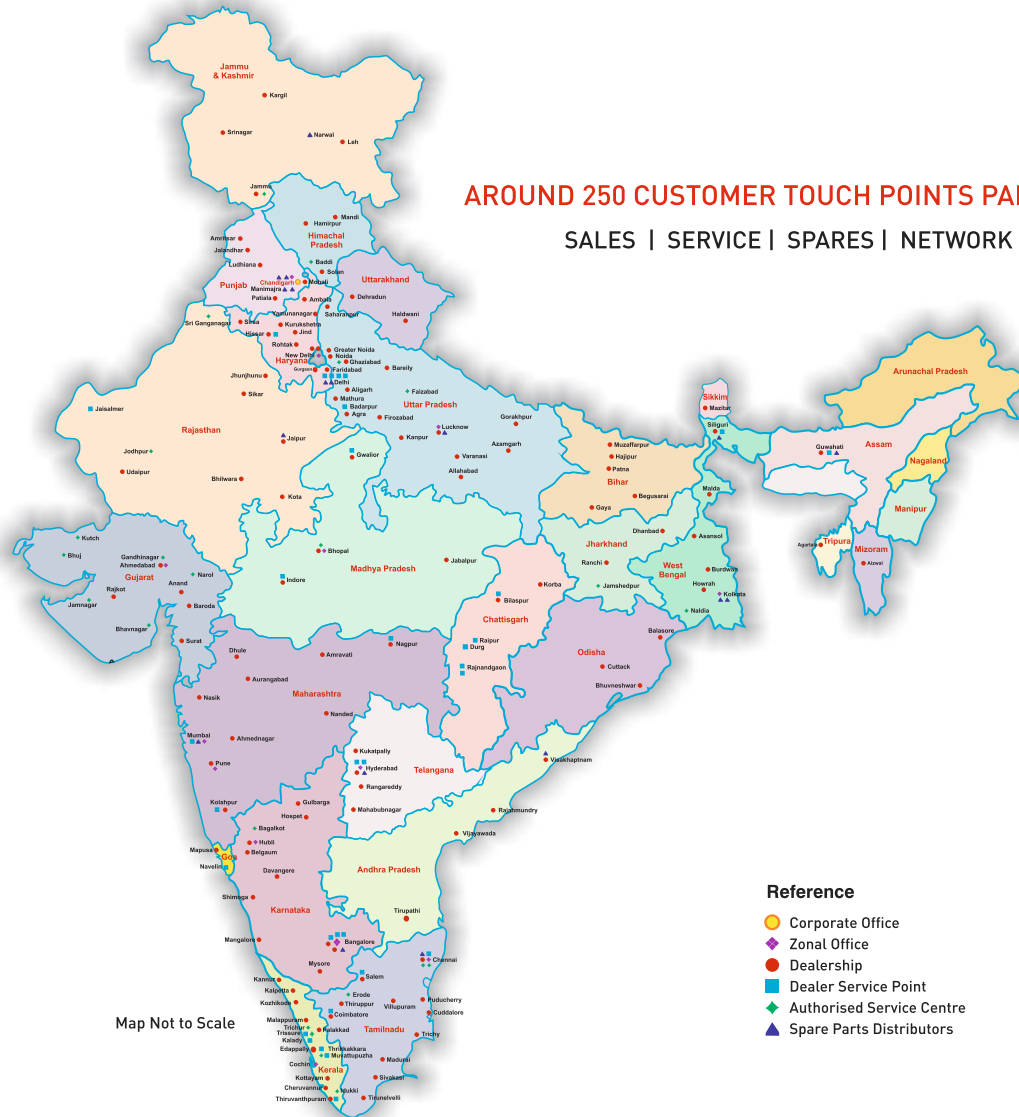 Jammu
& Kashmir
Kargil
Srinagar
Narwal
Leh
Jammu
AROUND 250 CUSTOMER TOUCH POINTS
SALES | SERVICE | SPARES | NETWORK
Mandi
Hamirpur
Himachal
Pradesh
Amritsar
Jalandhar
Ludhiana
Baddi
Solan
Punjab
Chandigarh
Mohali
Manimajra
Patiala
Ambala
Uttarakhand
Dehradun
Haldwani
Yamunanagar
Saharanpur
Sri Ganganagar
Sirsa
Kurukshetra
Hissar
Jind
Rohtak
New Delhi
Greater Noida
Noida
Haryana
Ghaziabad
Gurgaon
Faridabad
Bareily
Delhi
Jhunjhunu
Sikar
Aligarh
Faizabad
Mathura
Badarpur
Agra
Uttar Pradesh
Firozabad
Gorakhpur
Lucknow
Kanpur
Azamgarh
Varanasi
Allahabad
Jaisalmer
Rajasthan
Jaipur
Jodhpur
Udaipur
Bhilwara
Kota
Gwalior
Arunachal Pradesh
Sikkim
Mazitar
Siliguri
Guwahati
Assam
Nagaland
Manipur
Agartala
Tripura
Mizoram
Aizwal
Muzaffarpur
Hajipur
Patna
Bihar
Begusarai
Gaya
Malda
Dhanbad
Asansol
Jharkhand
Ranchi
West
Bengal
Burdwan
Jamshedpur
Howrah
Kolkata
Naldia
Kutch
Bhuj
Gandhinagar
Ahmedabad
Gujarat
Narol
Anand
Rajkot
Jamnagar
Baroda
Bhavnagar
Surat
Bhopal
Jabalpur
Madhya Pradesh
Indore
Korba
Bilaspur
Chattisgarh
Raipur
Durg
Rajnandgaon
Balasore
Odisha
Cuttack
Bhuvneshwar
Nagpur
Dhule
Amravati
Aurangabad
Maharashtra
Nasik
Nanded
Mumbai
Ahmednagar
Pune
Kolahpur
Kukatpally
Hyderabad
Telangana
Rangareddy
Mahabubnagar
Visakhaptnam
Rajahmundry
Vijayawada
Andhra Pradesh
Tirupathi
Gulbarga
Hospet
Bagalkot
Hubli
Belgaum
Mapusa
Goa
Navelin
Davangere
Shimoga
Karnataka
Mangalore
Bangalore
Mysore
Chennai
Salem
Erode
Thiruppur
Coimbatore
Villupuram
Puducherry
Cuddalore
Tamilnadu
Trichy
Madurai
Sivakasi
Tirunelvelli
Kannur
Kalpetta
Kozhikode
Malappuram
Trichur
Palakkad
Trissure
Kalady
Edappally
Thrikkakkara
Muvattupuzha
Cochin
Kerala
Kottayam
Cheruvannur
Idukki
Thiruvanthpuram
Map Not to Scale
Reference
Corporate Office
Zonal Office
Dealership
Dealer Service Point
Authorised Service Centre
Spare Parts Distributors